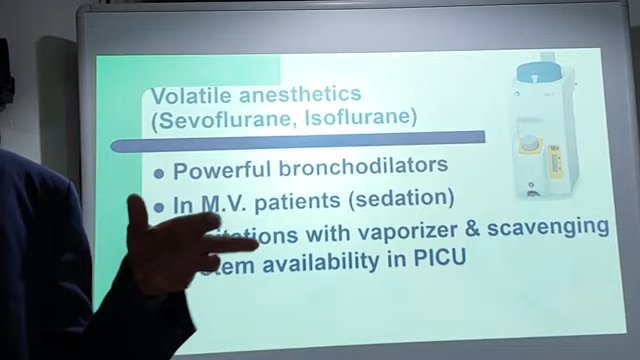 Volatile anesthetics
(Sevoflurane, Isoflurane)
• Powerful bronchodilators
• In M.V. patients (sedation)
with vaporizer & scavenging
availability in PICU